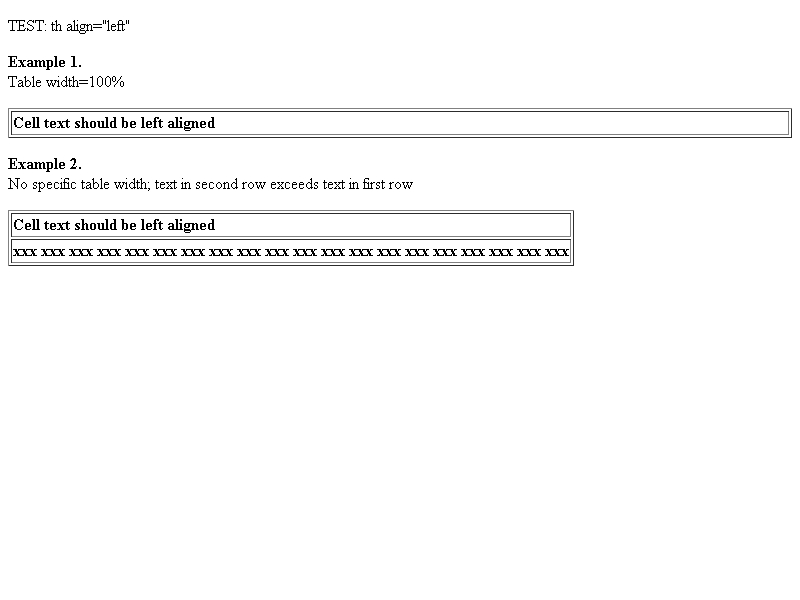 TEST: th align="left"
Example 1.
Table width=100%
Cell text should be left aligned
Example 2.
No specific table width; text in second row exceeds text in first row
Cell text should be left aligned
xxx xxx xxx xxx xxx xxx xxx xxx xxx xxx xxx xxx xxx xxx xxx xxx xxx xxx xxx xxx